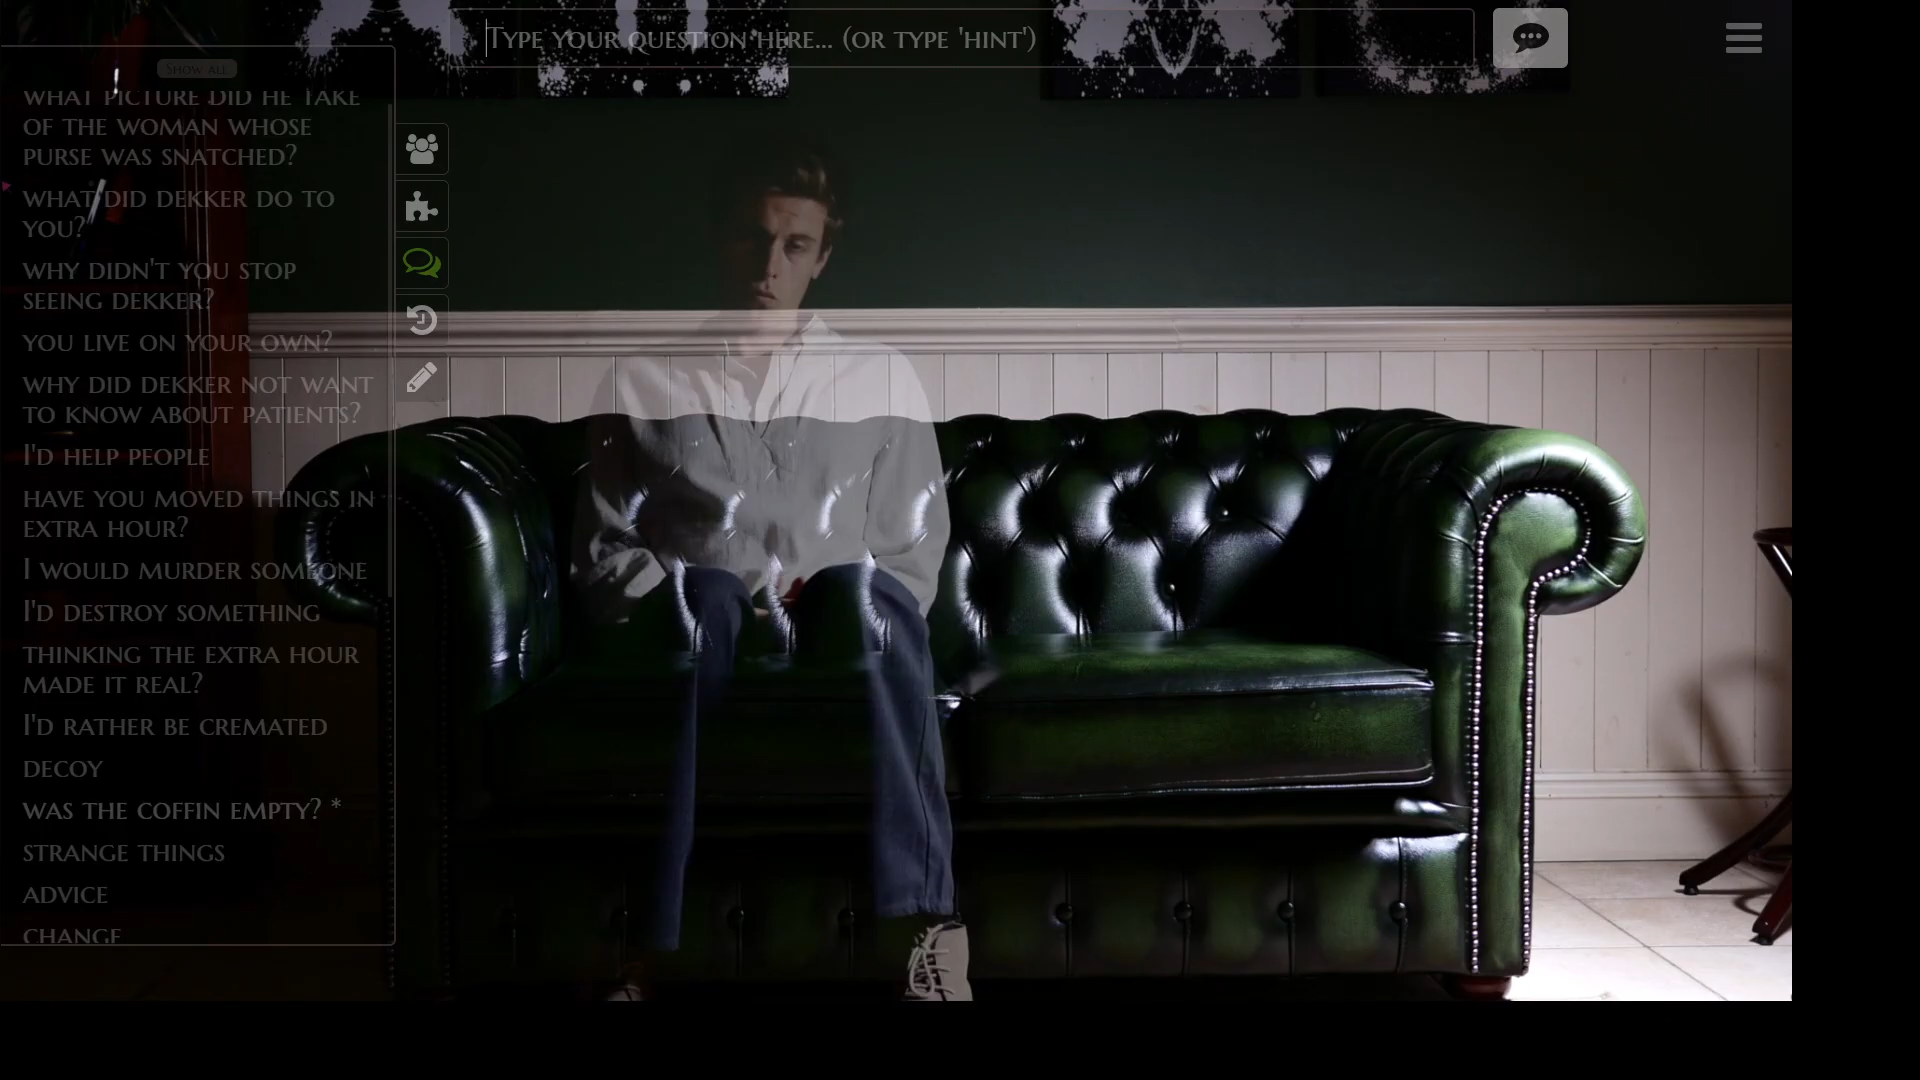 Type your question here... (or type 'hint')
Show all
WHAT PICTURE DID HE TAKE
OF THE WOMAN WHOSE
PURSE WAS SNATCHED?
WHAT DID DEKKER DO TO
YOU?
WHY DIDN'T YOU STOP
SEEING DEKKER?
YOU LIVE ON YOUR OWN?
WHY DID DEKKER NOT WANT
TO KNOW ABOUT PATIENTS?
I'D HELP PEOPLE
HAVE YOU MOVED THINGS IN
EXTRA HOUR?
I WOULD MURDER SOMEONE
I'D DESTROY SOMETHING
THINKING THE EXTRA HOUR
MADE IT REAL?
I'D RATHER BE CREMATED
DECOY
WAS THE COFFIN EMPTY? *
STRANGE THINGS
ADVICE
CHANGE